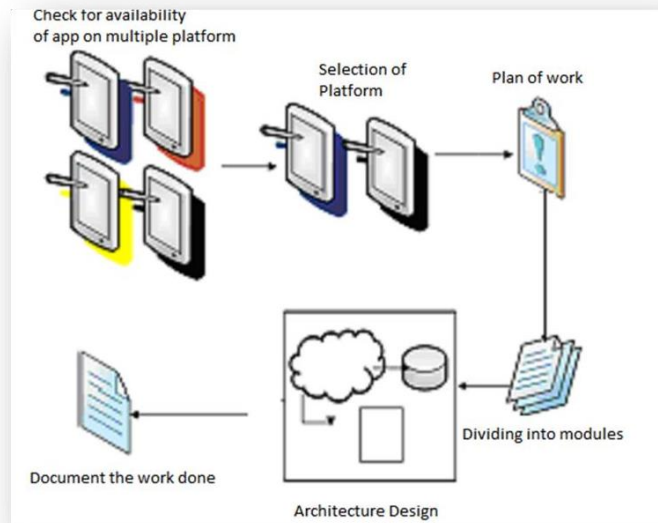 Check for availability
of app on multiple platform
Selection of
Platform
Plan of work
Dividing into modules
Architecture Design
Document the work done